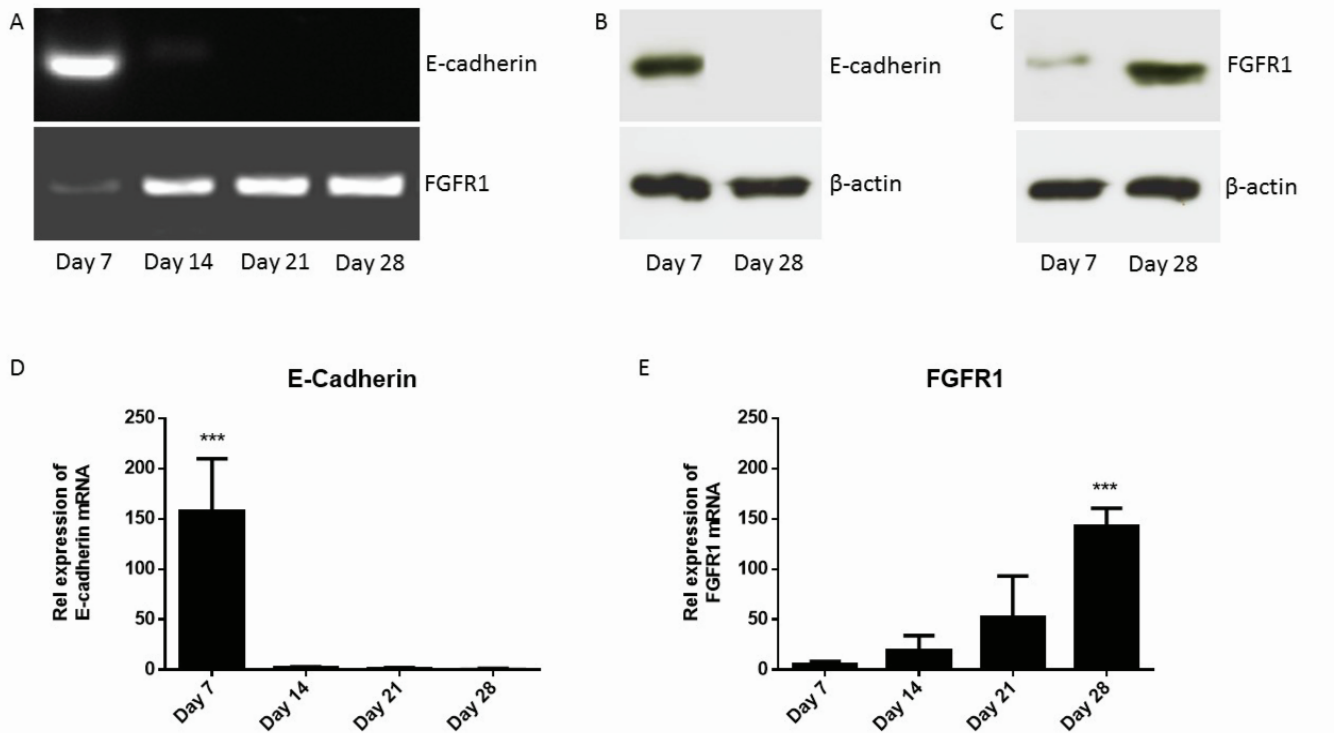 A
E-cadherin
FGFR1
Day 7 Day 14 Day 21 Day 28
B
E-cadherin
β-actin
Day 7 Day 28
C
FGFR1
β-actin
Day 7 Day 28
D
E-Cadherin
Rel expression of
E-cadherin mRNA
250
200
150
100
50
0
***
Day 7 Day 14 Day 21 Day 28
E
FGFR1
Rel expression of
FGFR1 mRNA
250
200
150
100
50
0
***
Day 7 Day 14 Day 21 Day 28